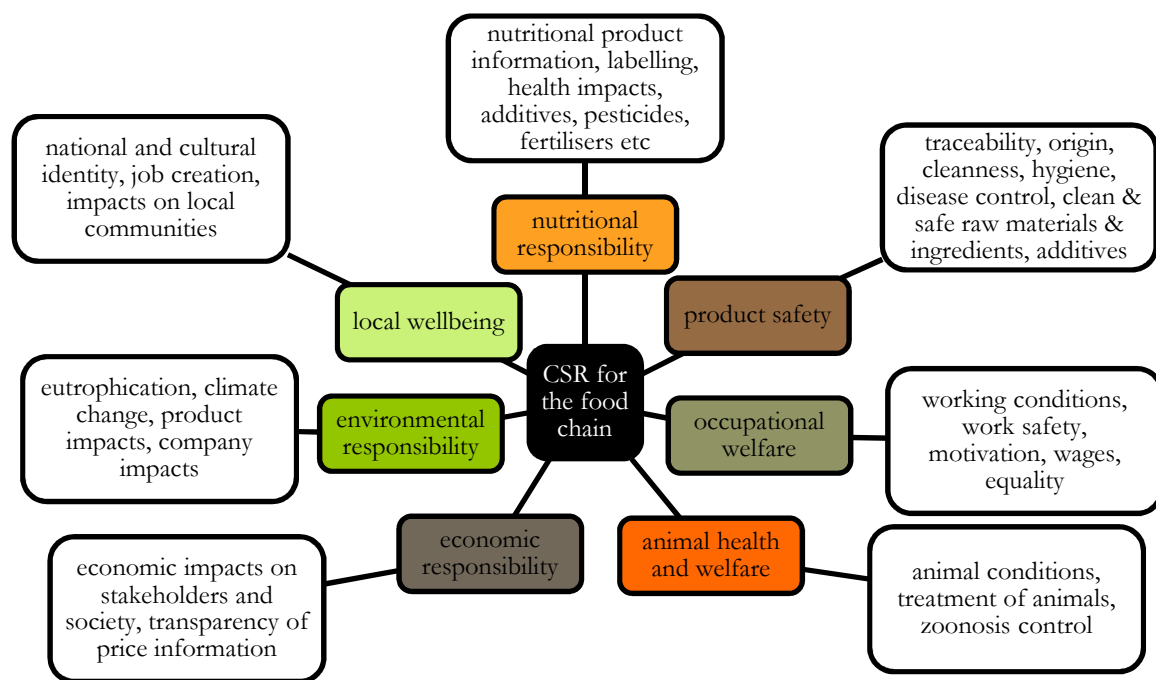 nutritional product
information, labelling,
health impacts,
additives, pesticides,
fertilisers etc
national and cultural
identity, job creation,
impacts on local
communities
traceability, origin,
cleanness, hygiene,
disease control, clean &
safe raw materials &
ingredients, additives
nutritional
responsibility
local wellbeing
product safety
CSR for
the food
chain
eutrophication, climate
change, product
impacts, company
impacts
environmental
responsibility
occupational
welfare
working conditions,
work safety,
motivation, wages,
equality
economic
responsibility
animal health
and welfare
economic impacts on
stakeholders and
society, transparency of
price information
animal conditions,
treatment of animals,
zoonosis control